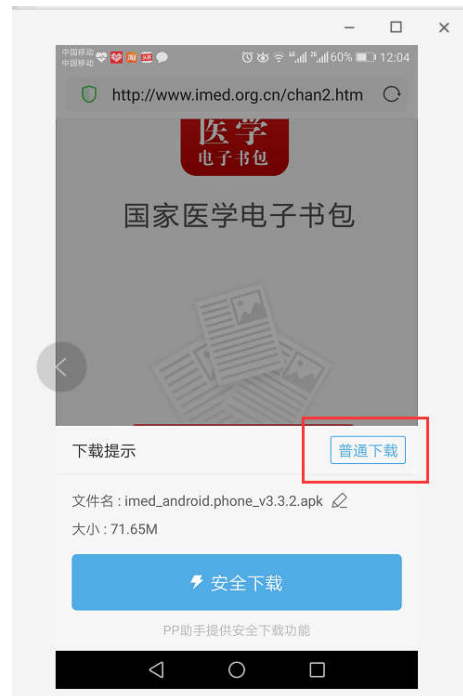 中国移动
中国移动
60% 12:04
http://www.imed.org.cn/chan2.htm
医学
电子书包
国家医学电子书包
下载提示
普通下载
文件名 : imed_android.phone_v3.3.2.apk
大小 : 71.65M
安全下载
PP助手提供安全下载功能